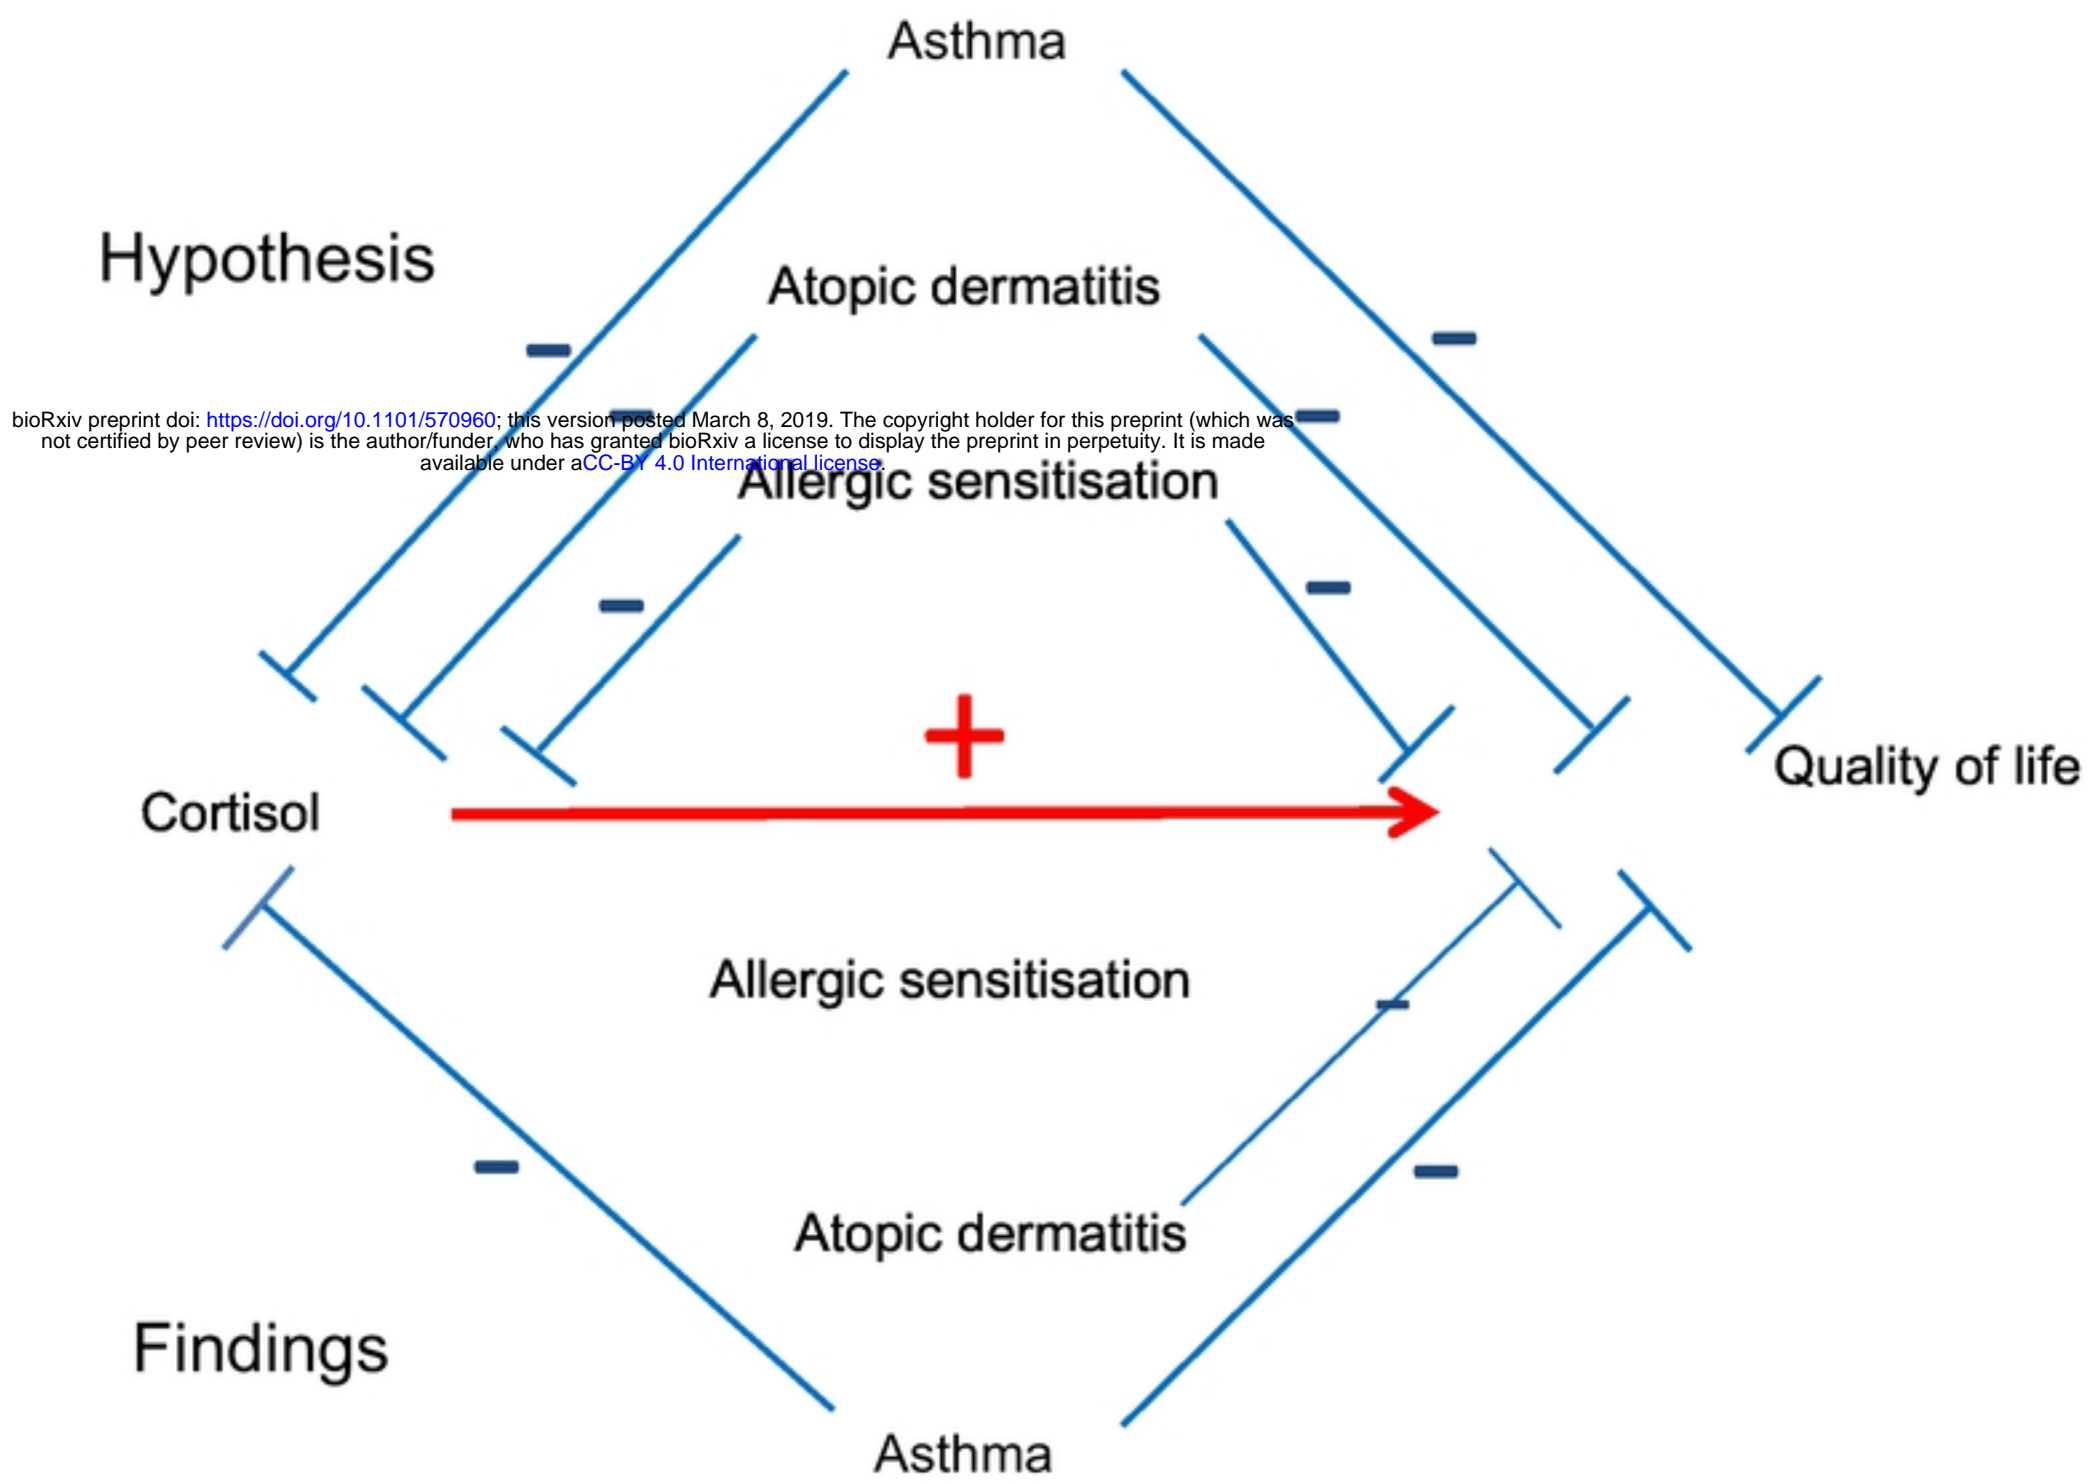 Asthma
Hypothesis
Atopic dermatitis
bioRxiv preprint doi: https://doi.org/10.1101/570960; this version posted March 8, 2019. The copyright holder for this preprint (which was
not certified by peer review) is the author/funder, who has granted bioRxiv a license to display the preprint in perpetuity. It is made
available under aCC-BY 4.0 International license.
Allergic sensitisation
+
Quality of life
Cortisol
Allergic sensitisation
Atopic dermatitis
Findings
Asthma